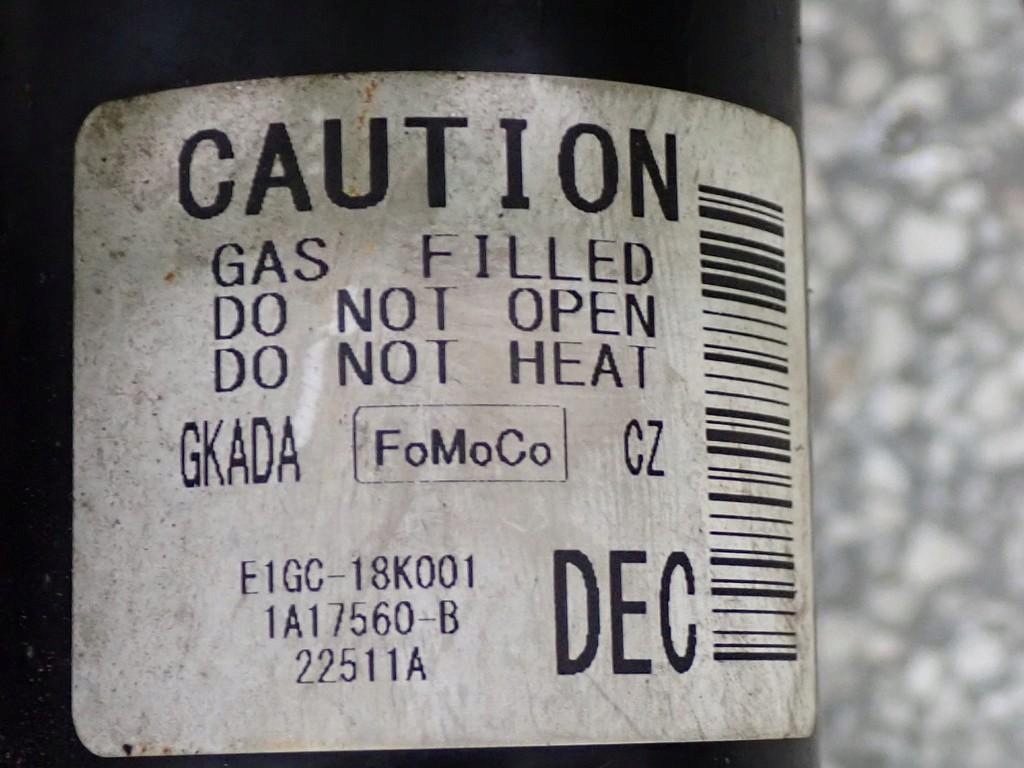 CAUTION
GAS FILLED
DO NOT OPEN
DO NOT HEAT
GKADA FoMoCo CZ
E1GC-18K001
1A17560-B
22511A
DEC